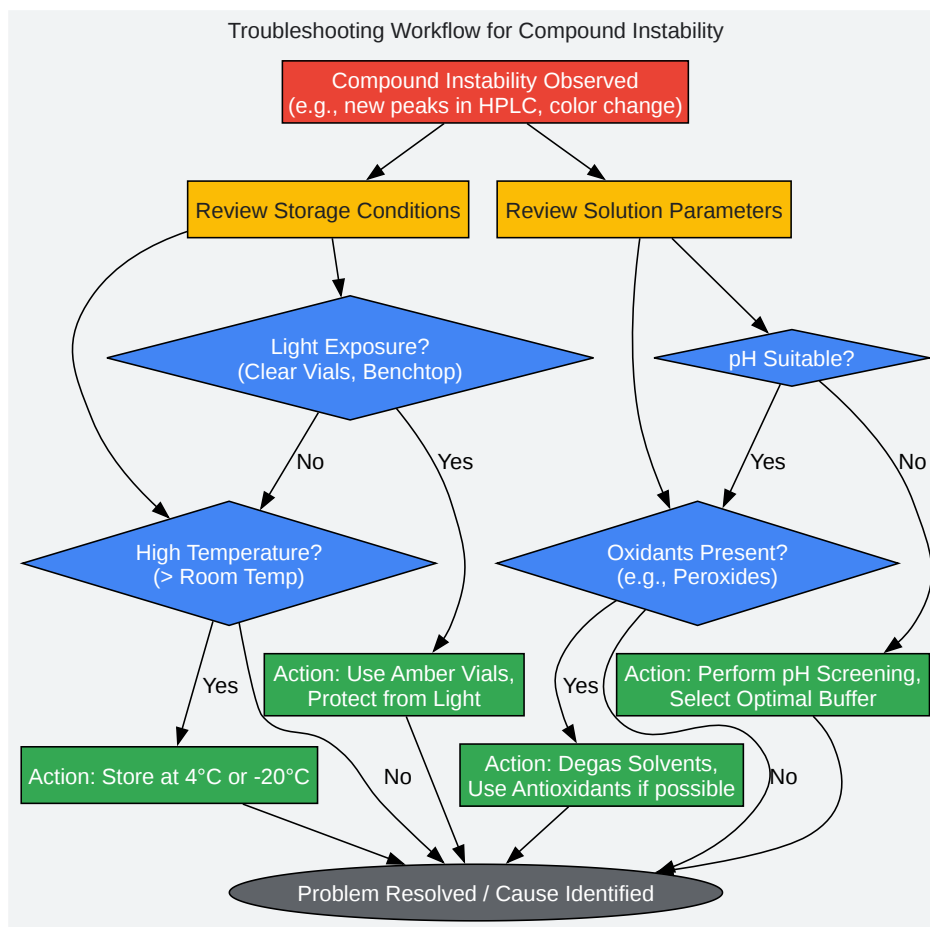 Troubleshooting Workflow for Compound Instability
Compound Instability Observed
(e.g., new peaks in HPLC, color change)
Review Storage Conditions
Review Solution Parameters
Light Exposure?
(Clear Vials, Benchtop)
pH Suitable?
No
Yes
Yes
No
High Temperature?
(> Room Temp)
Oxidants Present?
(e.g., Peroxides)
Yes
Action: Use Amber Vials,
Protect from Light
Yes
Action: Perform pH Screening,
Select Optimal Buffer
Action: Store at 4°C or -20°C
No
Action: Degas Solvents,
Use Antioxidants if possible
No
Problem Resolved / Cause Identified